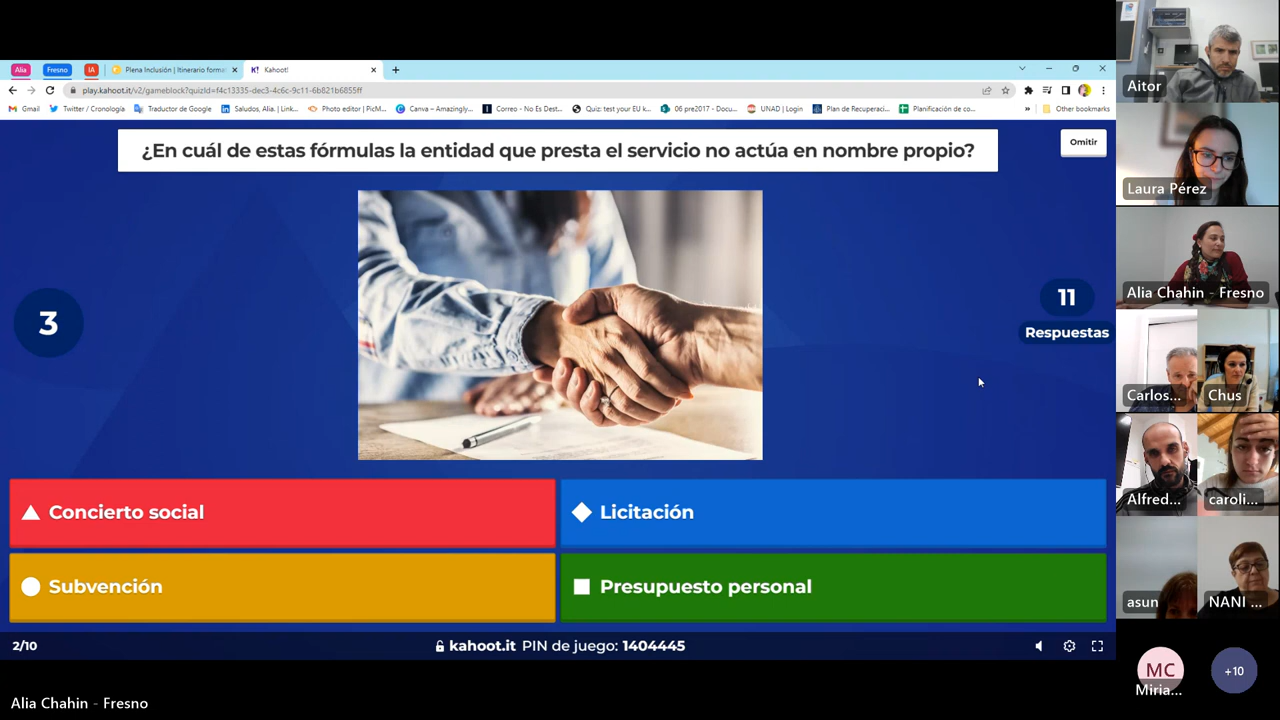 Alia
Fresno
IA
Plena Inclusión | Itinerario forma
K! Kahoot!
play.kahoot.it/v2/gameblock?quizId=f4c13335-dec3-4c6c-9c11-6b821b6855ff
Gmail
Twitter / Cronología
Traductor de Google
Saludos, Alia. | Link...
Photo editor | PicM...
Canva – Amazingly...
Correo - No Es Dest...
Quiz: test your EU k...
06 pre2017 - Docu...
UNAD | Login
Plan de Recuperaci...
Planificación de co...
»
Other bookmarks
¿En cuál de estas fórmulas la entidad que presta el servicio no actúa en nombre propio?
Omitir
3
11
Respuestas
Concierto social
Licitación
Subvención
Presupuesto personal
2/10
kahoot.it PIN de juego: 1404445
Alia Chahin - Fresno
Aitor
Laura Pérez
Alia Chahin - Fresno
Carlos...
Chus
Alfred...
caroli...
asun
NANI ...
MC
Miria...
+10